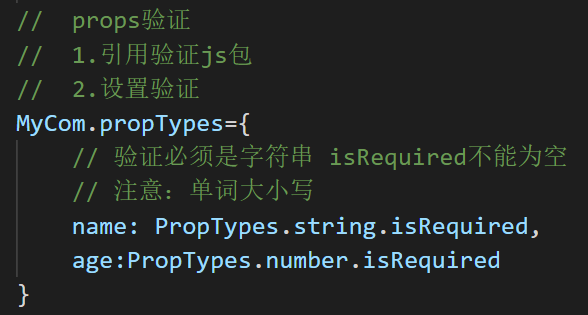 //  props验证
//  1.引用验证js包
//  2.设置验证
MyCom.propTypes={
    // 验证必须是字符串 isRequired不能为空
    // 注意：单词大小写
    name: PropTypes.string.isRequired,
    age:PropTypes.number.isRequired
}